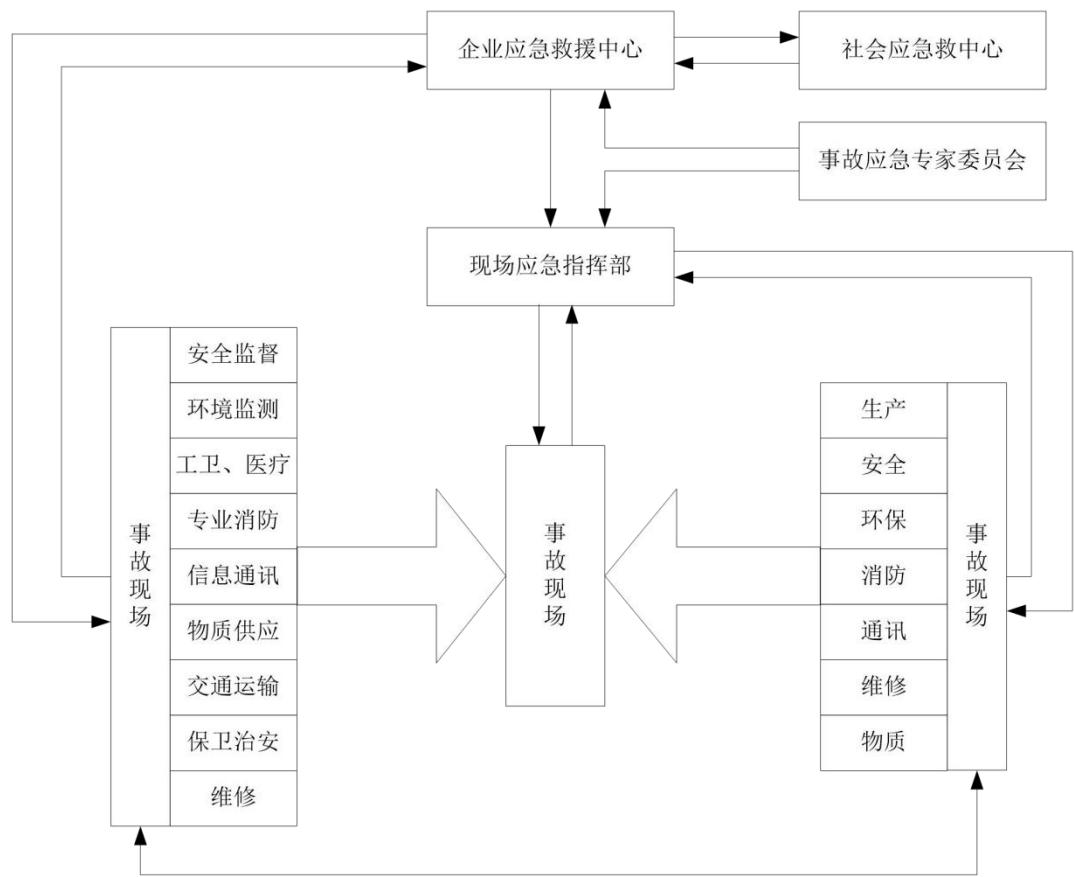 企业应急救援中心
社会应急救中心
事故应急专家委员会
现场应急指挥部
事故现场
安全监督
环境监测
工卫、医疗
专业消防
信息通讯
物质供应
交通运输
保卫治安
维修
事故现场
生产
安全
环保
消防
通讯
维修
物质
事故现场